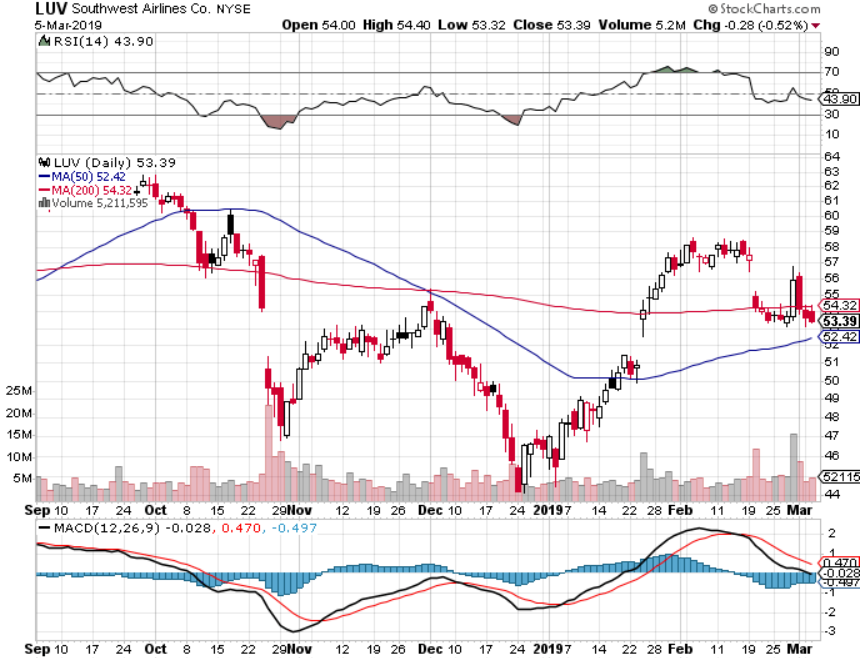 LUV Southwest Airlines Co. NYSE © StockCharts.com
5-Mar-2019 Open 54.00 High 54.40 Low 53.32 Close 53.39 Volume 5.2M Chg -0.28 (-0.52%)
RSI(14) 43.90
90
70
50
43.90
30
10
LUV (Daily) 53.39
MA(50) 52.42
MA(200) 54.32
Volume 5,211,595
64
63
62
61
60
59
58
57
56
55
54.32
53.39
52.42
52
51
50
49
48
47
46
44
25M
20M
15M
10M
5M
52115
Sep 10 17 24 Oct 8 15 22 29 Nov 12 19 26 Dec 10 17 24 2019 7 14 22 28 Feb 11 19 25 Mar
MACD(12,26,9) -0.028, 0.470, -0.497
2
1
0.470
-0.028
-0.497
-1
-2
-3
Sep 10 17 24 Oct 8 15 22 29 Nov 12 19 26 Dec 10 17 24 2019 7 14 22 28 Feb 11 19 25 Mar